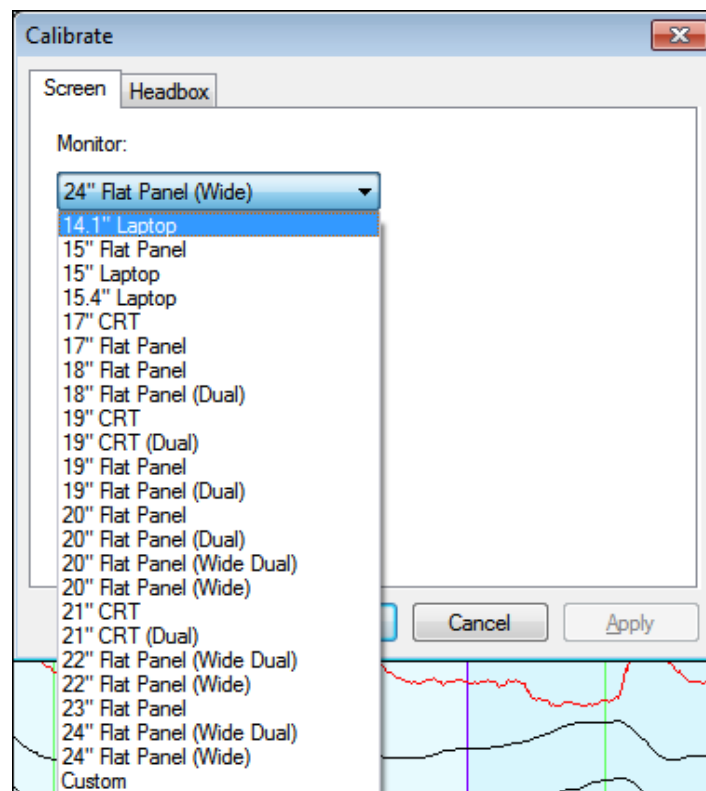 Calibrate
Screen Headbox
Monitor:
24" Flat Panel (Wide)
14.1" Laptop
15" Flat Panel
15" Laptop
15.4" Laptop
17" CRT
17" Flat Panel
18" Flat Panel
18" Flat Panel (Dual)
19" CRT
19" CRT (Dual)
19" Flat Panel
19" Flat Panel (Dual)
20" Flat Panel
20" Flat Panel (Dual)
20" Flat Panel (Wide Dual)
20" Flat Panel (Wide)
21" CRT
21" CRT (Dual)
22" Flat Panel (Wide Dual)
22" Flat Panel (Wide)
23" Flat Panel
24" Flat Panel (Wide Dual)
24" Flat Panel (Wide)
Custom
Cancel Apply